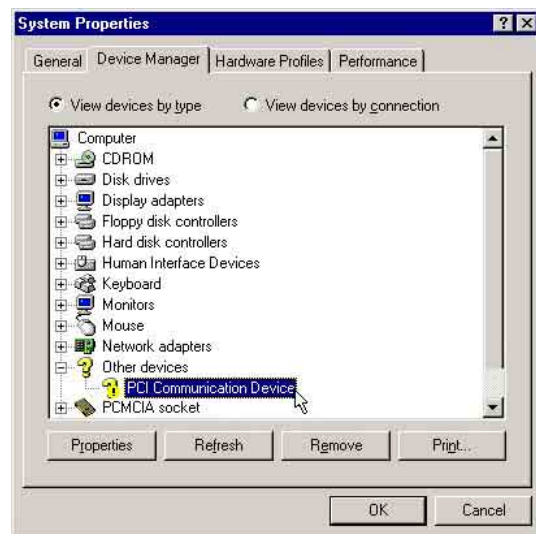 System Properties
General
Device Manager
Hardware Profiles
Performance
View devices by type
View devices by connection
Computer
CDROM
Disk drives
Display adapters
Floppy disk controllers
Hard disk controllers
Human Interface Devices
Keyboard
Monitors
Mouse
Network adapters
Other devices
PCI Communication Device
PCMCIA socket
Properties
Refresh
Remove
Print...
OK
Cancel